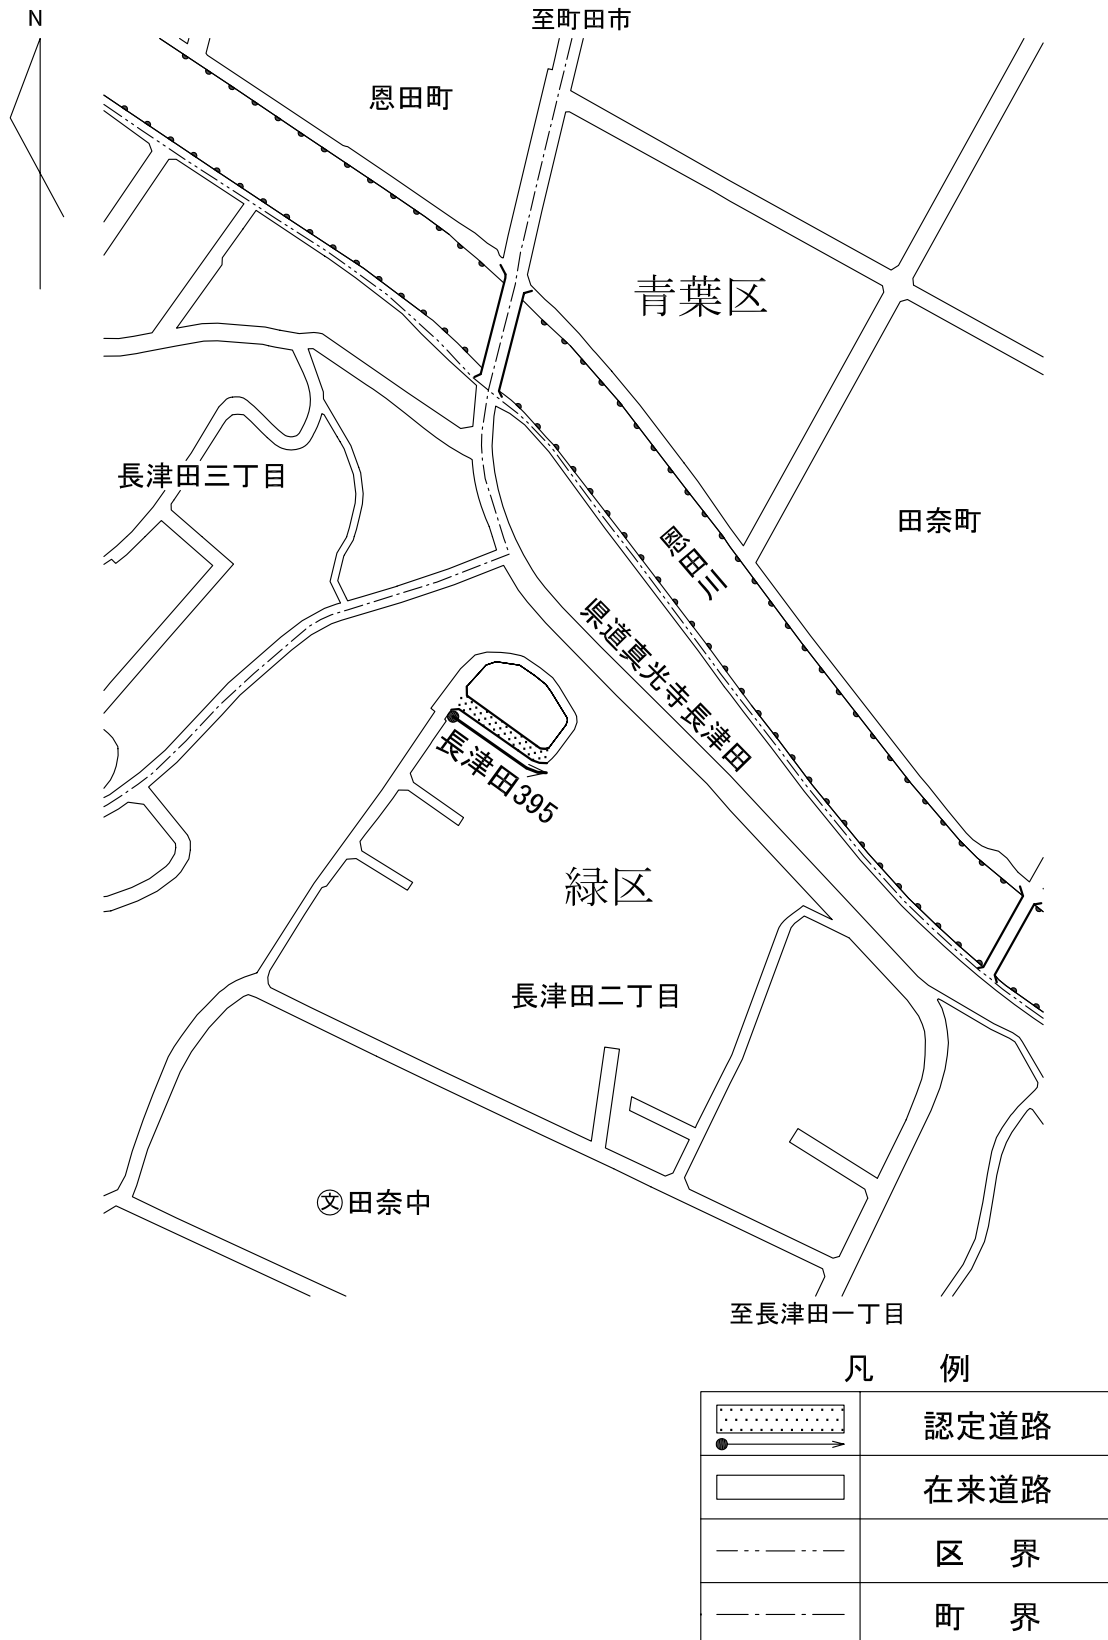 N
至町田市
恩田町
青葉区
長津田三丁目
田奈町
恩田川
県道真光寺長津田
長津田395
緑区
長津田二丁目
文田奈中
至長津田一丁目
凡 例
認定道路
在来道路
区 界
町 界